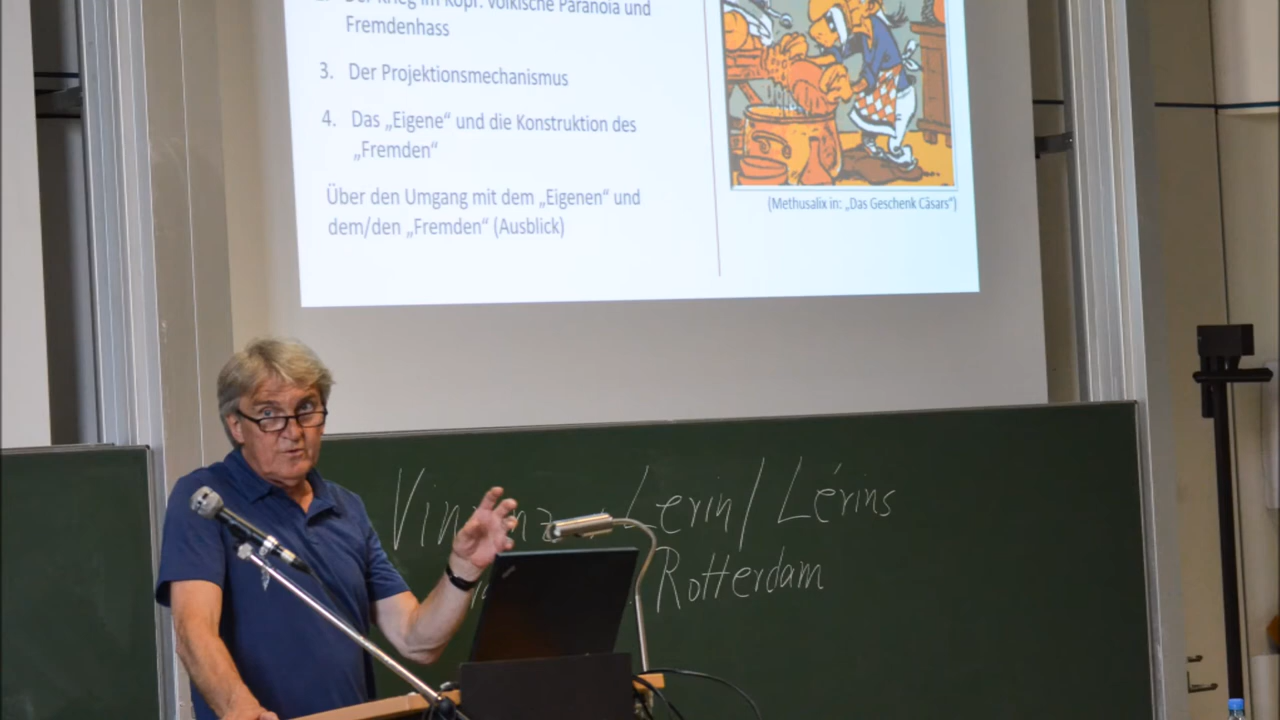 Der Krieg im Kopf: Völkische Paranoia und
Fremdenhass
3. Der Projektionsmechanismus
4. Das „Eigene“ und die Konstruktion des
„Fremden“
Über den Umgang mit dem „Eigenen“ und
dem/den „Fremden“ (Ausblick)
(Methusalix in: „Das Geschenk Cäsars“)
Lerin/ Lérins
Rotterdam